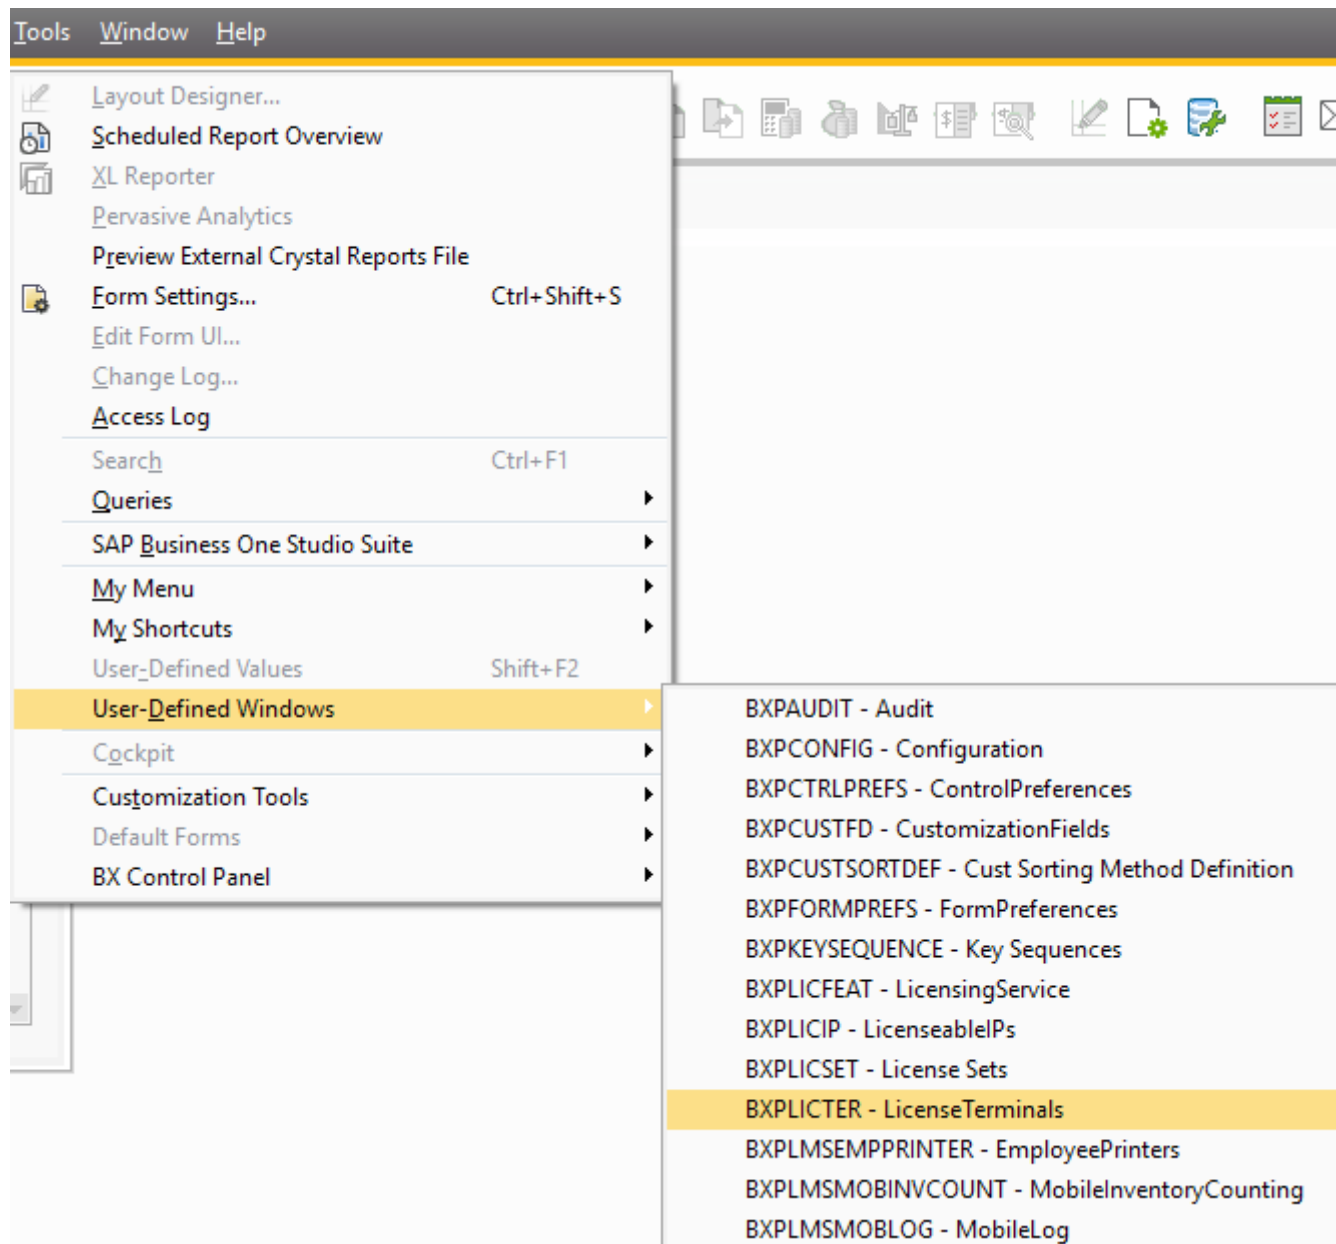 Tools Window Help
Layout Designer...
Scheduled Report Overview
XL Reporter
Pervasive Analytics
Preview External Crystal Reports File
Form Settings... Ctrl+Shift+S
Edit Form UI...
Change Log...
Access Log
Search Ctrl+F1
Queries
SAP Business One Studio Suite
My Menu
My Shortcuts
User-Defined Values Shift+F2
User-Defined Windows
Cockpit
Customization Tools
Default Forms
BX Control Panel
BXPAUDIT - Audit
BXPCONFIG - Configuration
BXPCTRLPREFS - ControlPreferences
BXPCUSTFD - CustomizationFields
BXPCUSTSORTDEF - Cust Sorting Method Definition
BXPFORMPREFS - FormPreferences
BXPKEYSEQUENCE - Key Sequences
BXPLICFEAT - LicensingService
BXPLICIP - LicenseableIPs
BXPLICSET - License Sets
BXPLICTER - LicenseTerminals
BXPLMSEMPPRINTER - EmployeePrinters
BXPLMSMOBINVCOUNT - MobileInventoryCounting
BXPLMSMOBLOG - MobileLog